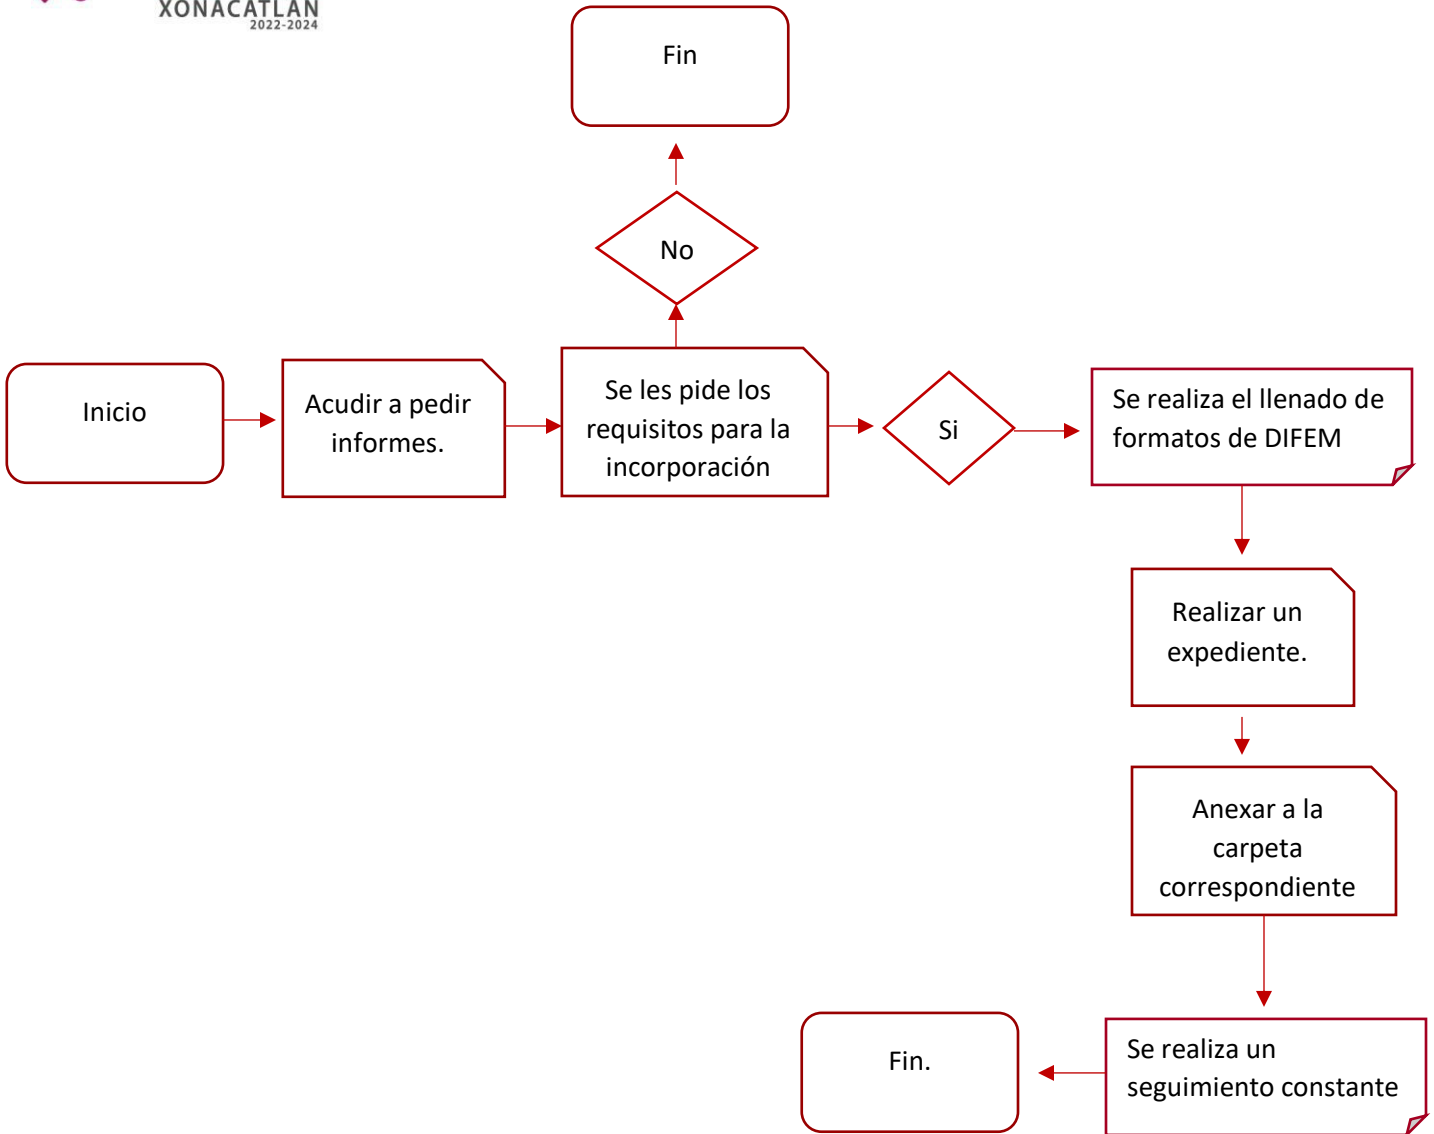 XONACATLAN
2022-2024
Fin
No
Inicio
Acudir a pedir
informes.
Se les pide los
requisitos para la
incorporación
Si
Se realiza el llenado de
formatos de DIFEM
Realizar un
expediente.
Anexar a la
carpeta
correspondiente
Se realiza un
seguimiento constante
Fin.